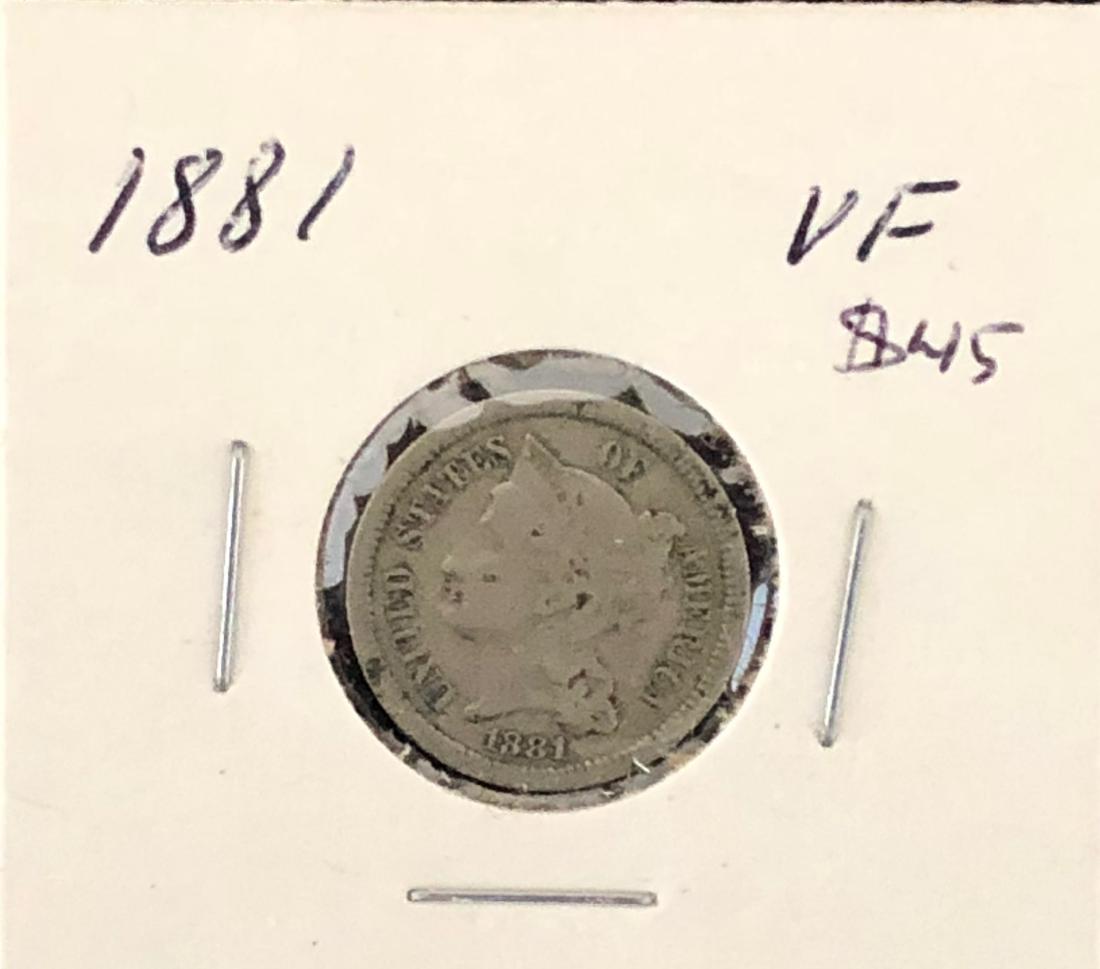 1881
VF
$45
UNITED STATES OF AMERICA
1881